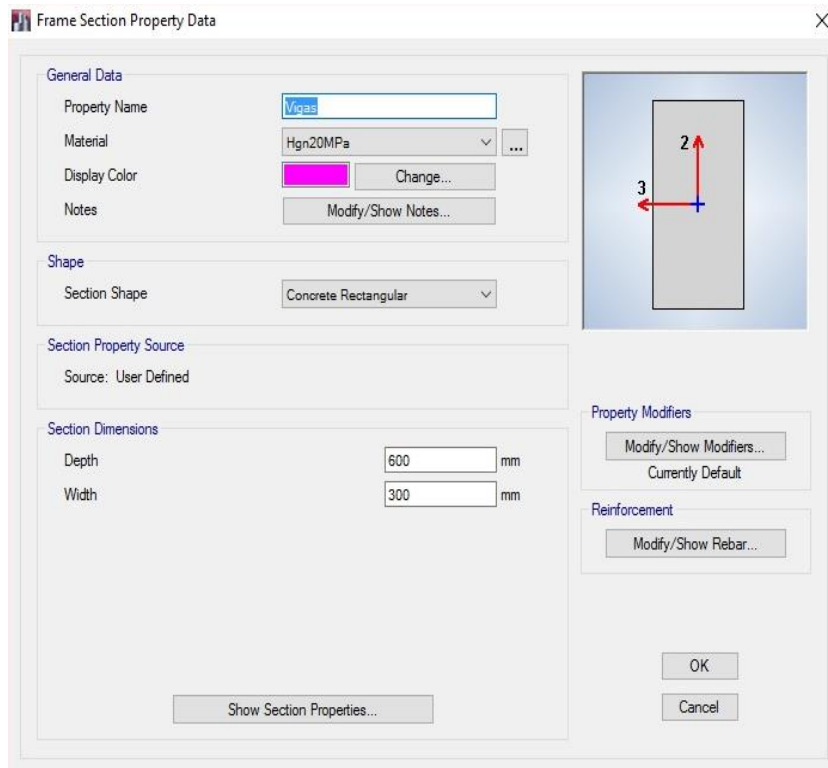 Frame Section Property Data
General Data
Property Name Vigas
Material Hgn20MPa ...
Display Color Change...
Notes Modify/Show Notes...
2
3
Shape
Section Shape Concrete Rectangular
Section Property Source
Source: User Defined
Section Dimensions
Depth 600 mm
Width 300 mm
Show Section Properties...
Property Modifiers
Modify/Show Modifiers...
Currently Default
Reinforcement
Modify/Show Rebar...
OK
Cancel